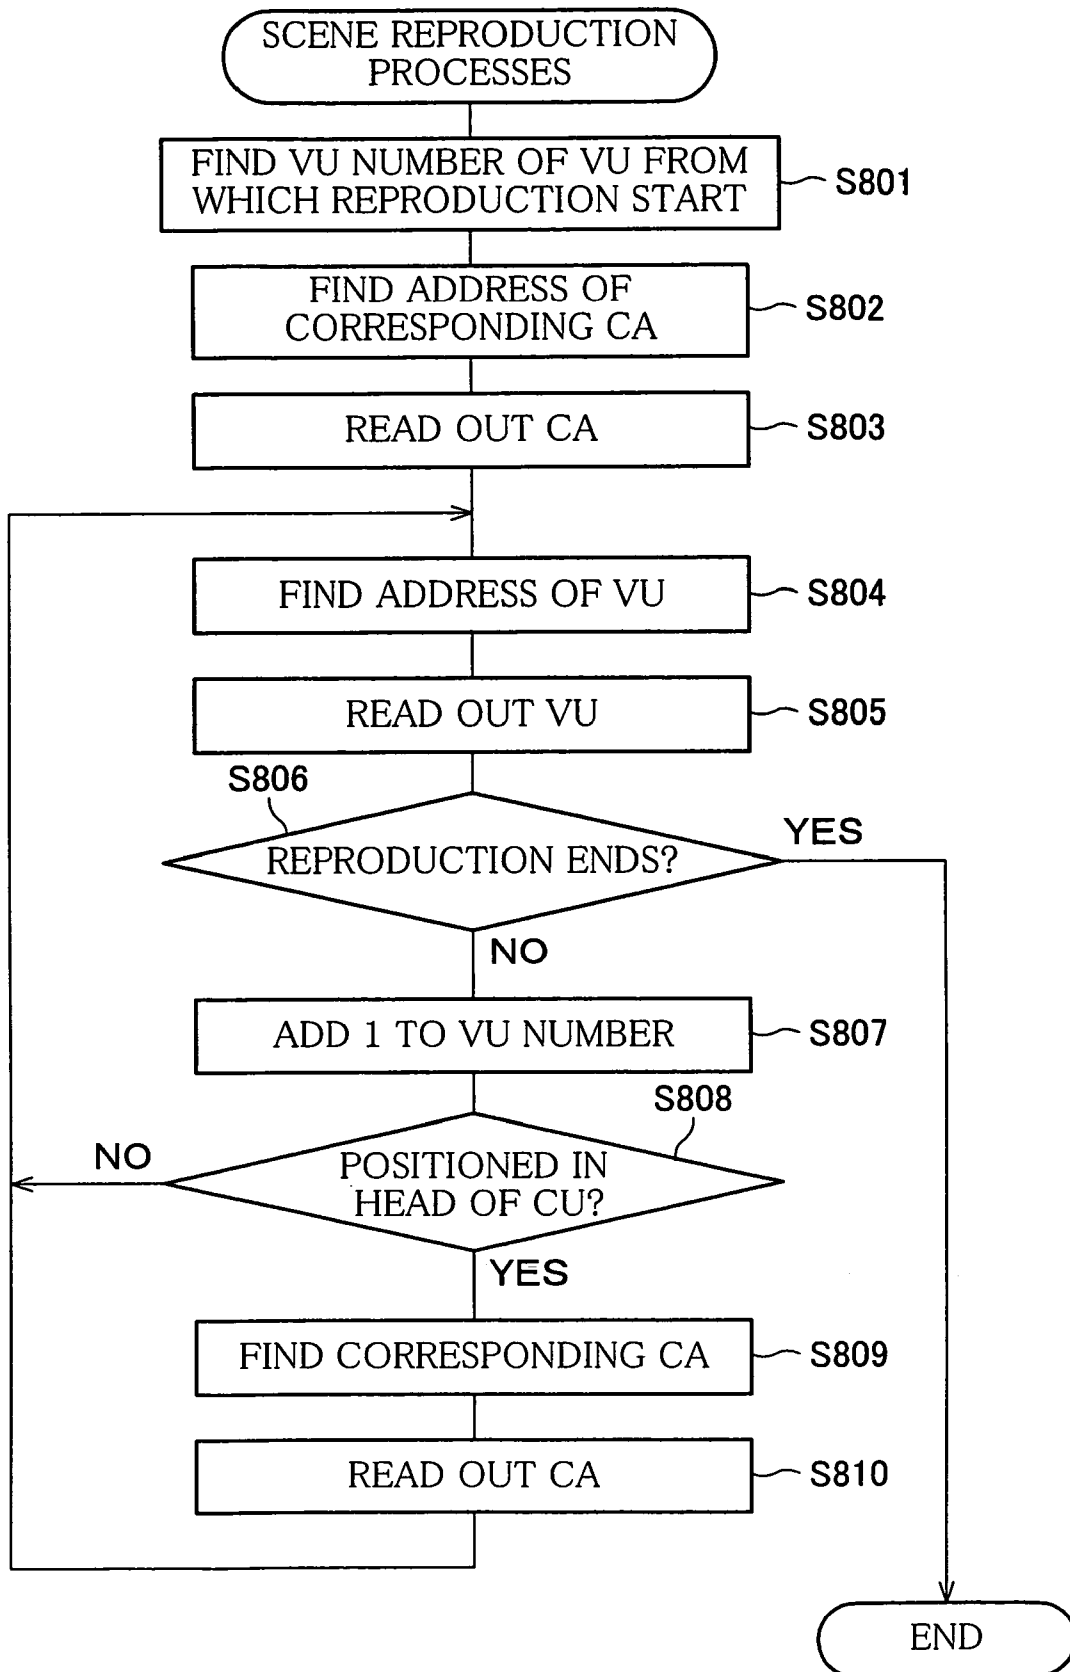 SCENE REPRODUCTION
PROCESSES
FIND VU NUMBER OF VU FROM
WHICH REPRODUCTION START
S801
FIND ADDRESS OF
CORRESPONDING CA
S802
READ OUT CA
S803
FIND ADDRESS OF VU
S804
READ OUT VU
S805
S806
REPRODUCTION ENDS?
YES
NO
ADD 1 TO VU NUMBER
S807
S808
NO
POSITIONED IN
HEAD OF CU?
YES
FIND CORRESPONDING CA
S809
READ OUT CA
S810
END